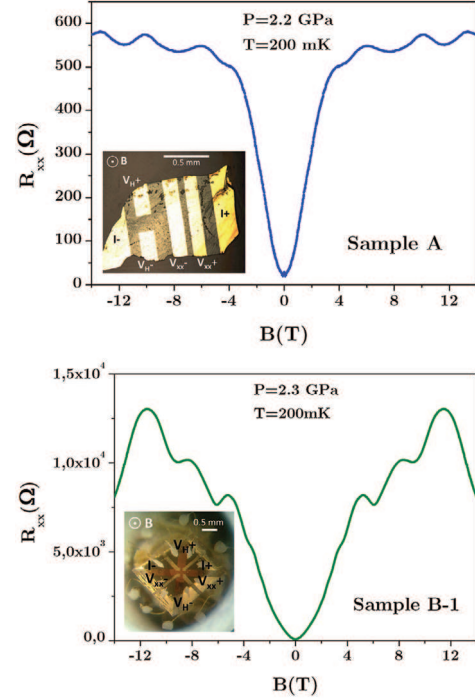 P=2.2 GPa
T=200 mK
600
500
400
300
200
100
0
R_xx(Ω)
⊙ B
0.5 mm
V_H+
I-
I+
V_H-
V_xx-
V_xx+
Sample A
-12
-8
-4
0
4
8
12
B(T)
1,5x10^4
1,0x10^4
5,0x10^3
0,0
R_xx(Ω)
P=2.3 GPa
T=200mK
⊙ B
0.5 mm
V_H+
I-
I+
V_xx-
V_xx+
V_H-
Sample B-1
-12
-8
-4
0
4
8
12
B(T)